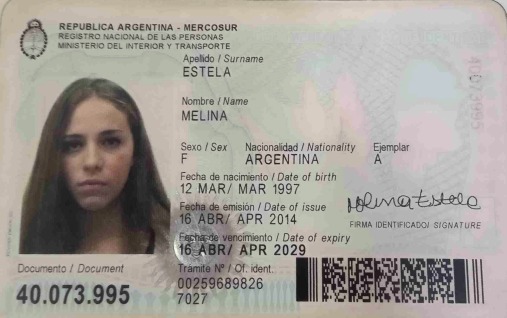 REPUBLICA ARGENTINA - MERCOSUR
REGISTRO NACIONAL DE LAS PERSONAS
MINISTERIO DEL INTERIOR Y TRANSPORTE
Apellido / Surname
ESTELA
Nombre / Name
MELINA
Sexo / Sex Nacionalidad / Nationality Ejemplar
F ARGENTINA A
Fecha de nacimiento / Date of birth
12 MAR/ MAR 1997
Fecha de emisión / Date of issue
16 ABR/ APR 2014
Melina Estela
FIRMA IDENTIFICADO/ SIGNATURE
Fecha de vencimiento / Date of expiry
16 ABR/ APR 2029
Documento / Document
40.073.995
Trámite N° / Of. ident.
00259689826
7027